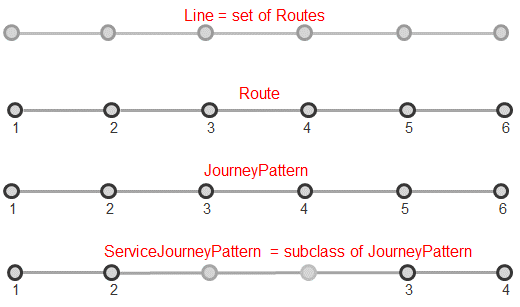 Line = set of Routes
Route
1 2 3 4 5 6
JourneyPattern
1 2 3 4 5 6
ServiceJourneyPattern = subclass of JourneyPattern
1 2 3 4